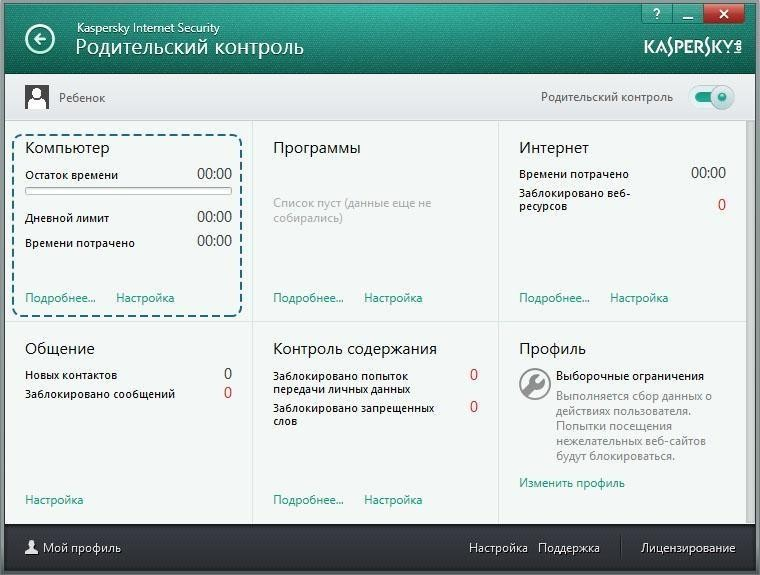 Kaspersky Internet Security
Родительский контроль
?
KASPERSKY lab
Ребенок
Родительский контроль
Компьютер
Остаток времени 00:00
Дневной лимит 00:00
Времени потрачено 00:00
Подробнее... Настройка
Программы
Список пуст (данные еще не
собирались)
Подробнее... Настройка
Интернет
Времени потрачено 00:00
Заблокировано веб-
ресурсов 0
Подробнее... Настройка
Общение
Новых контактов 0
Заблокировано сообщений 0
Настройка
Контроль содержания
Заблокировано попыток 0
передачи личных данных
Заблокировано запрещенных 0
слов
Подробнее... Настройка
Профиль
Выборочные ограничения
Выполняется сбор данных о
действиях пользователя.
Попытки посещения
нежелательных веб-сайтов
будут блокироваться.
Изменить профиль
Мой профиль
Настройка Поддержка Лицензирование